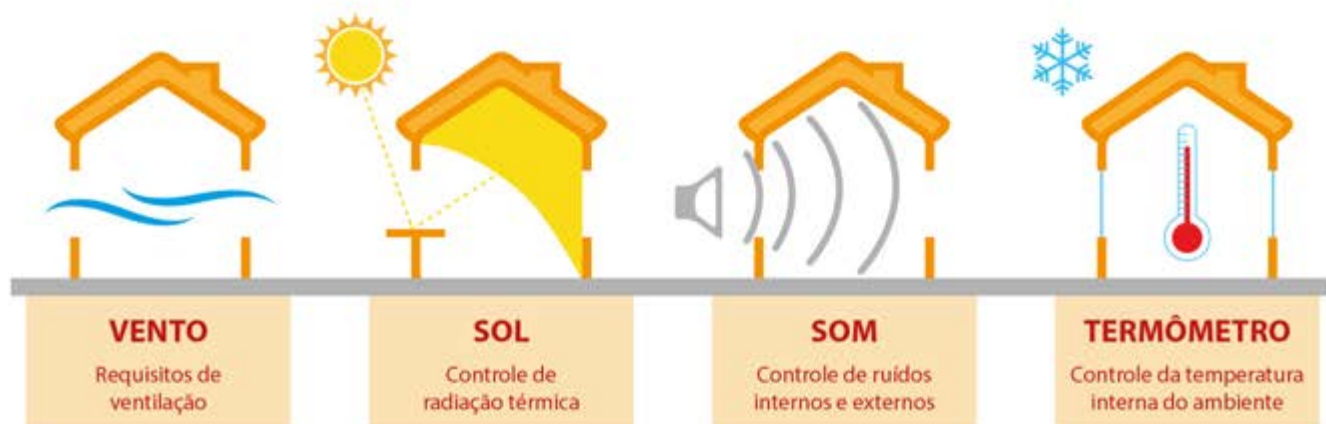 VENTO
Requisitos de
ventilação
SOL
Controle de
radiação térmica
SOM
Controle de ruídos
internos e externos
TERMÔMETRO
Controle da temperatura
interna do ambiente